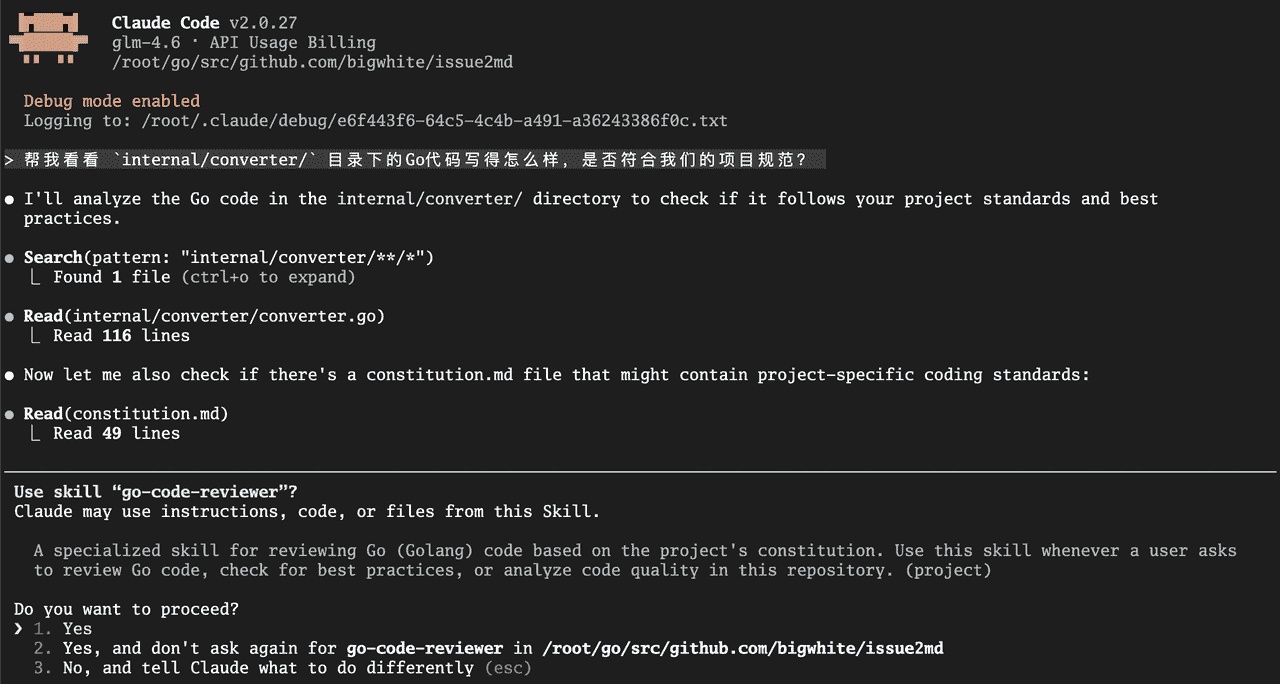 Claude Code v2.0.27
glm-4.6 · API Usage Billing
/root/go/src/github.com/bigwhite/issue2md
Debug mode enabled
Logging to: /root/.claude/debug/e6f443f6-64c5-4c4b-a491-a36243386f0c.txt
> 帮我看看 `internal/converter/` 目录下的Go代码写得怎么样，是否符合我们的项目规范？
● I'll analyze the Go code in the internal/converter/ directory to check if it follows your project standards and best
practices.
● Search(pattern: "internal/converter/**/*")
⎿ Found 1 file (ctrl+o to expand)
● Read(internal/converter/converter.go)
⎿ Read 116 lines
● Now let me also check if there's a constitution.md file that might contain project-specific coding standards:
● Read(constitution.md)
⎿ Read 49 lines
Use skill “go-code-reviewer”?
Claude may use instructions, code, or files from this Skill.
A specialized skill for reviewing Go (Golang) code based on the project's constitution. Use this skill whenever a user asks
to review Go code, check for best practices, or analyze code quality in this repository. (project)
Do you want to proceed?
❯ 1. Yes
2. Yes, and don't ask again for go-code-reviewer in /root/go/src/github.com/bigwhite/issue2md
3. No, and tell Claude what to do differently (esc)